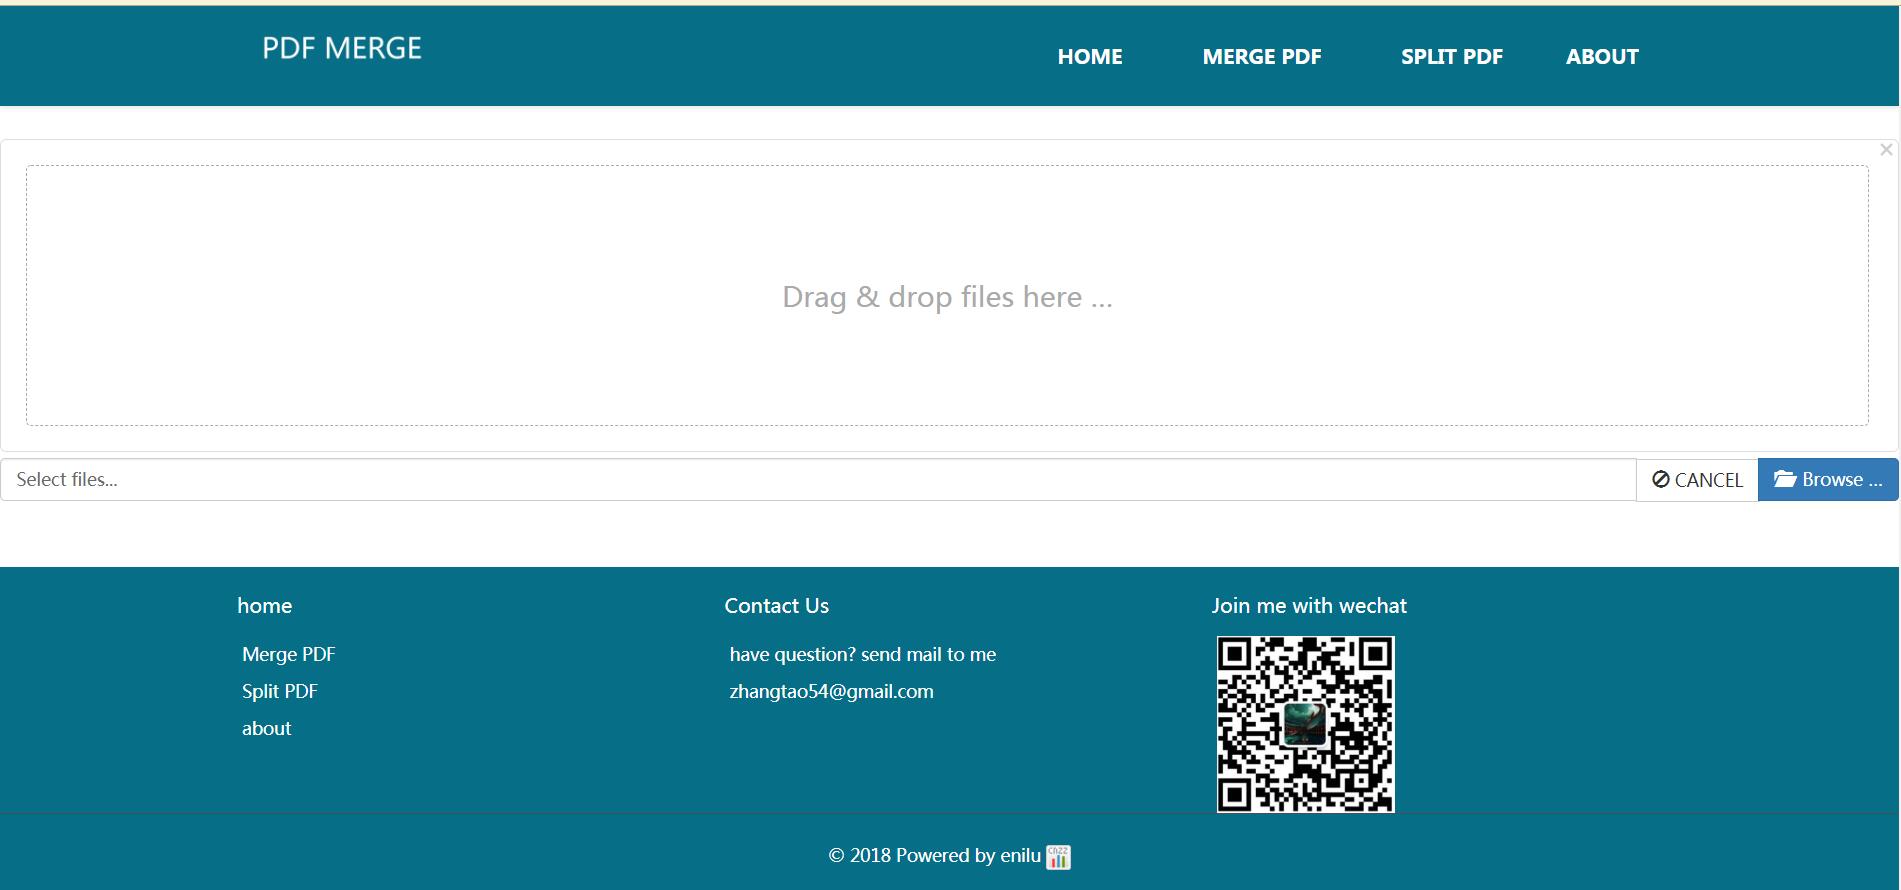 PDF MERGE
HOME MERGE PDF SPLIT PDF ABOUT
×
Drag & drop files here …
Select files...
CANCEL Browse …
home
Merge PDF
Split PDF
about
Contact Us
have question? send mail to me
zhangtao54@gmail.com
Join me with wechat
© 2018 Powered by enilu
CNZZ